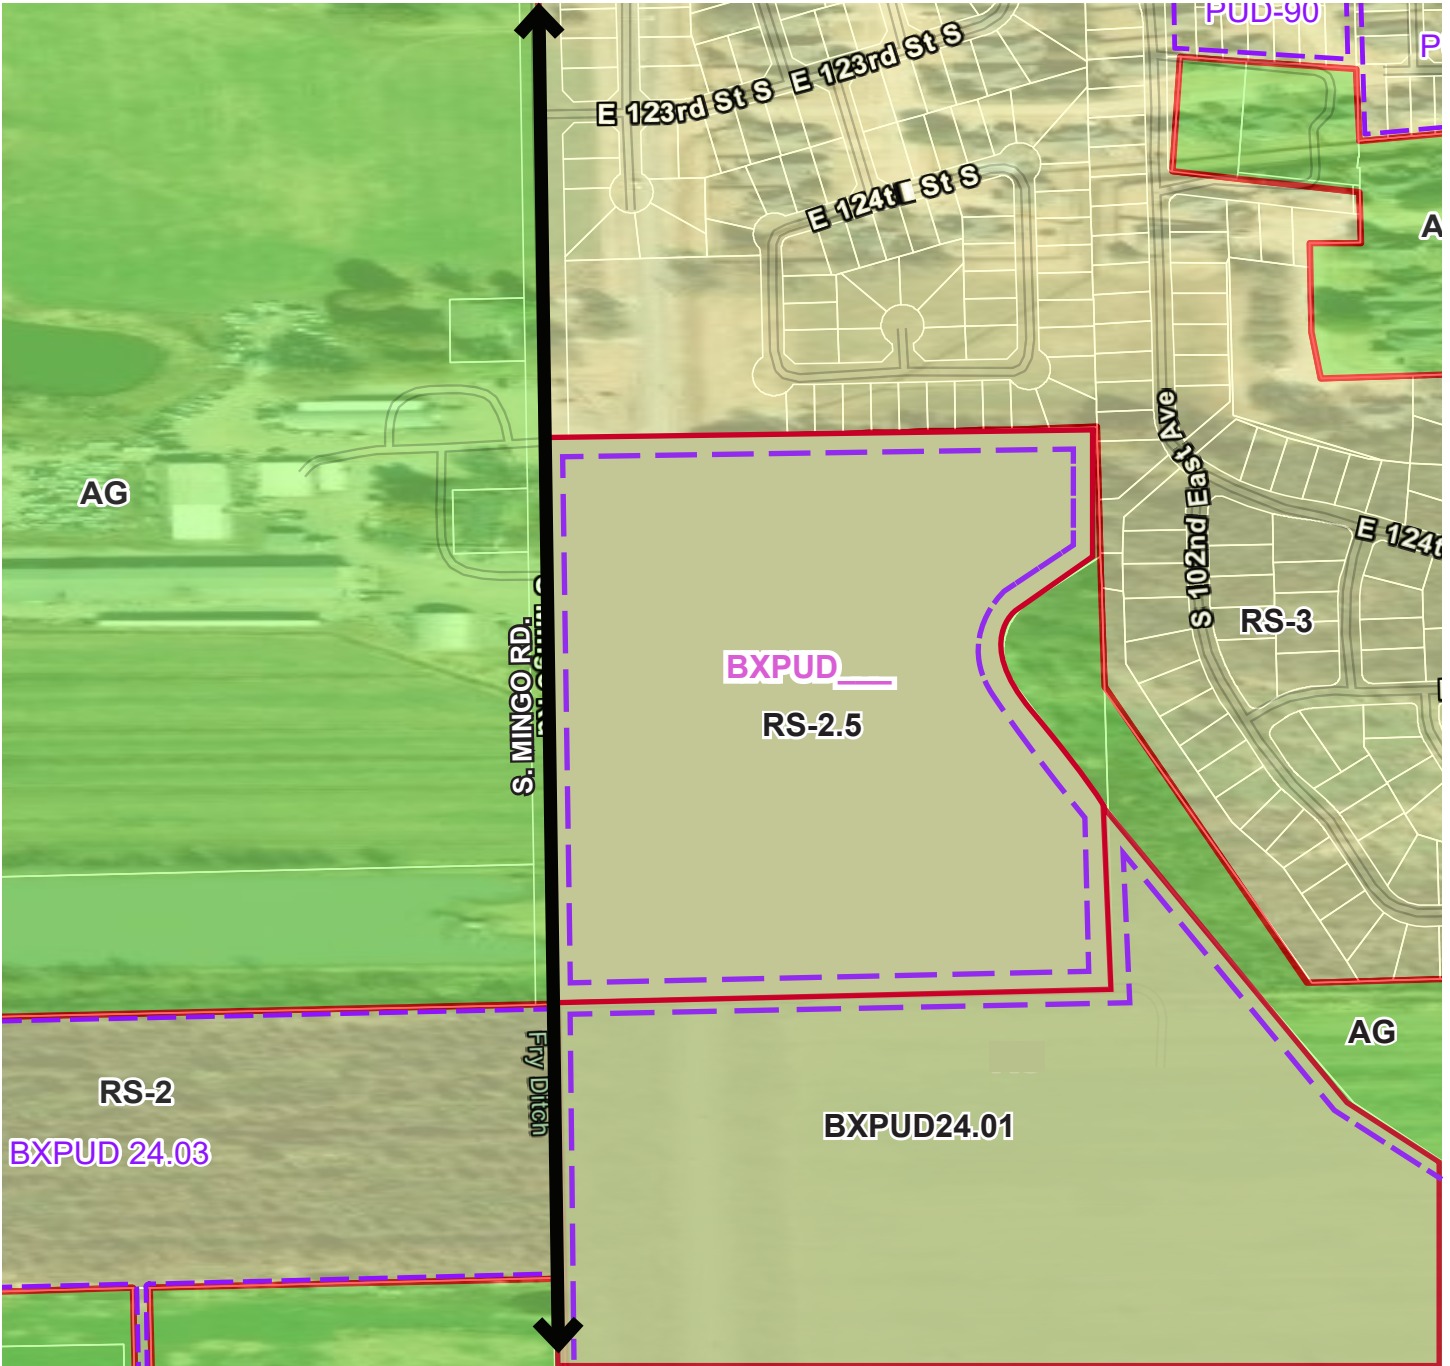 PUD-90
P
E 123rd St S
E 123rd St S
E 124t St S
A
S 102nd East Ave
E 124t
AG
S. MINGO RD.
RS-3
BXPUD___
RS-2.5
AG
Fry Ditch
RS-2
BXPUD 24.03
BXPUD24.01